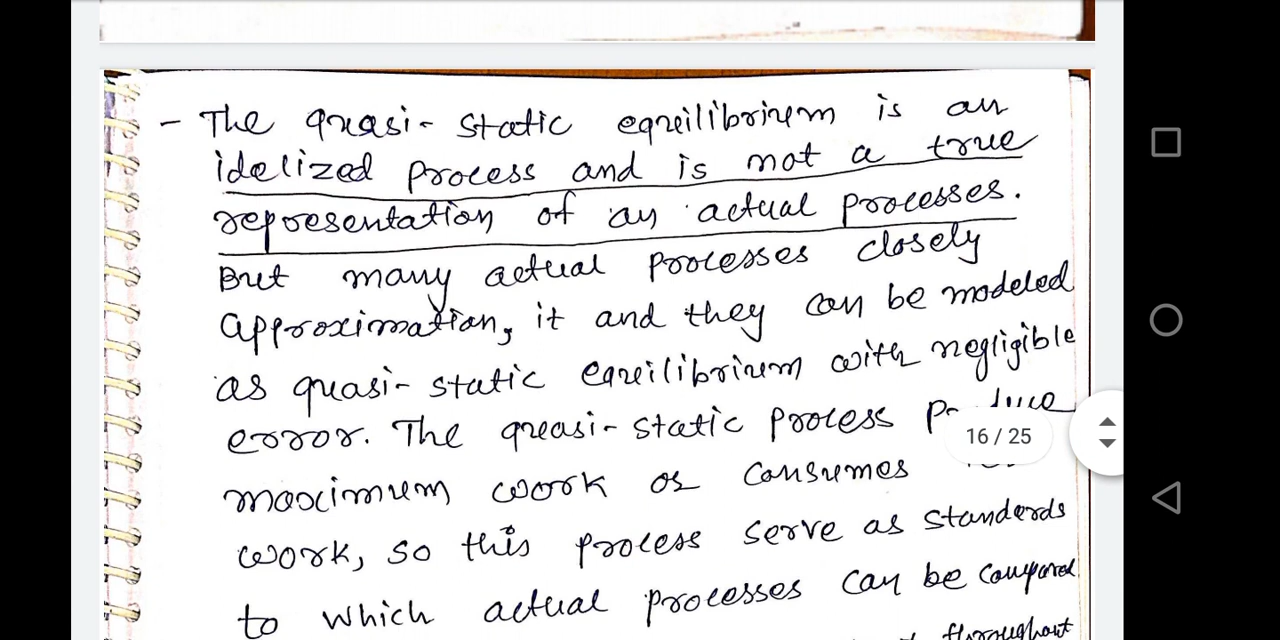 - The quasi-static equilibrium is an
idelized process and is not a true
representation of an actual processes.
But many actual processes closely
approximation, it and they can be modeled
as quasi-static equilibrium with negligible
error. The quasi-static process produce
16 / 25
maximum work or consumes
work, so this process serve as standerds
to which actual processes can be compared
throughout